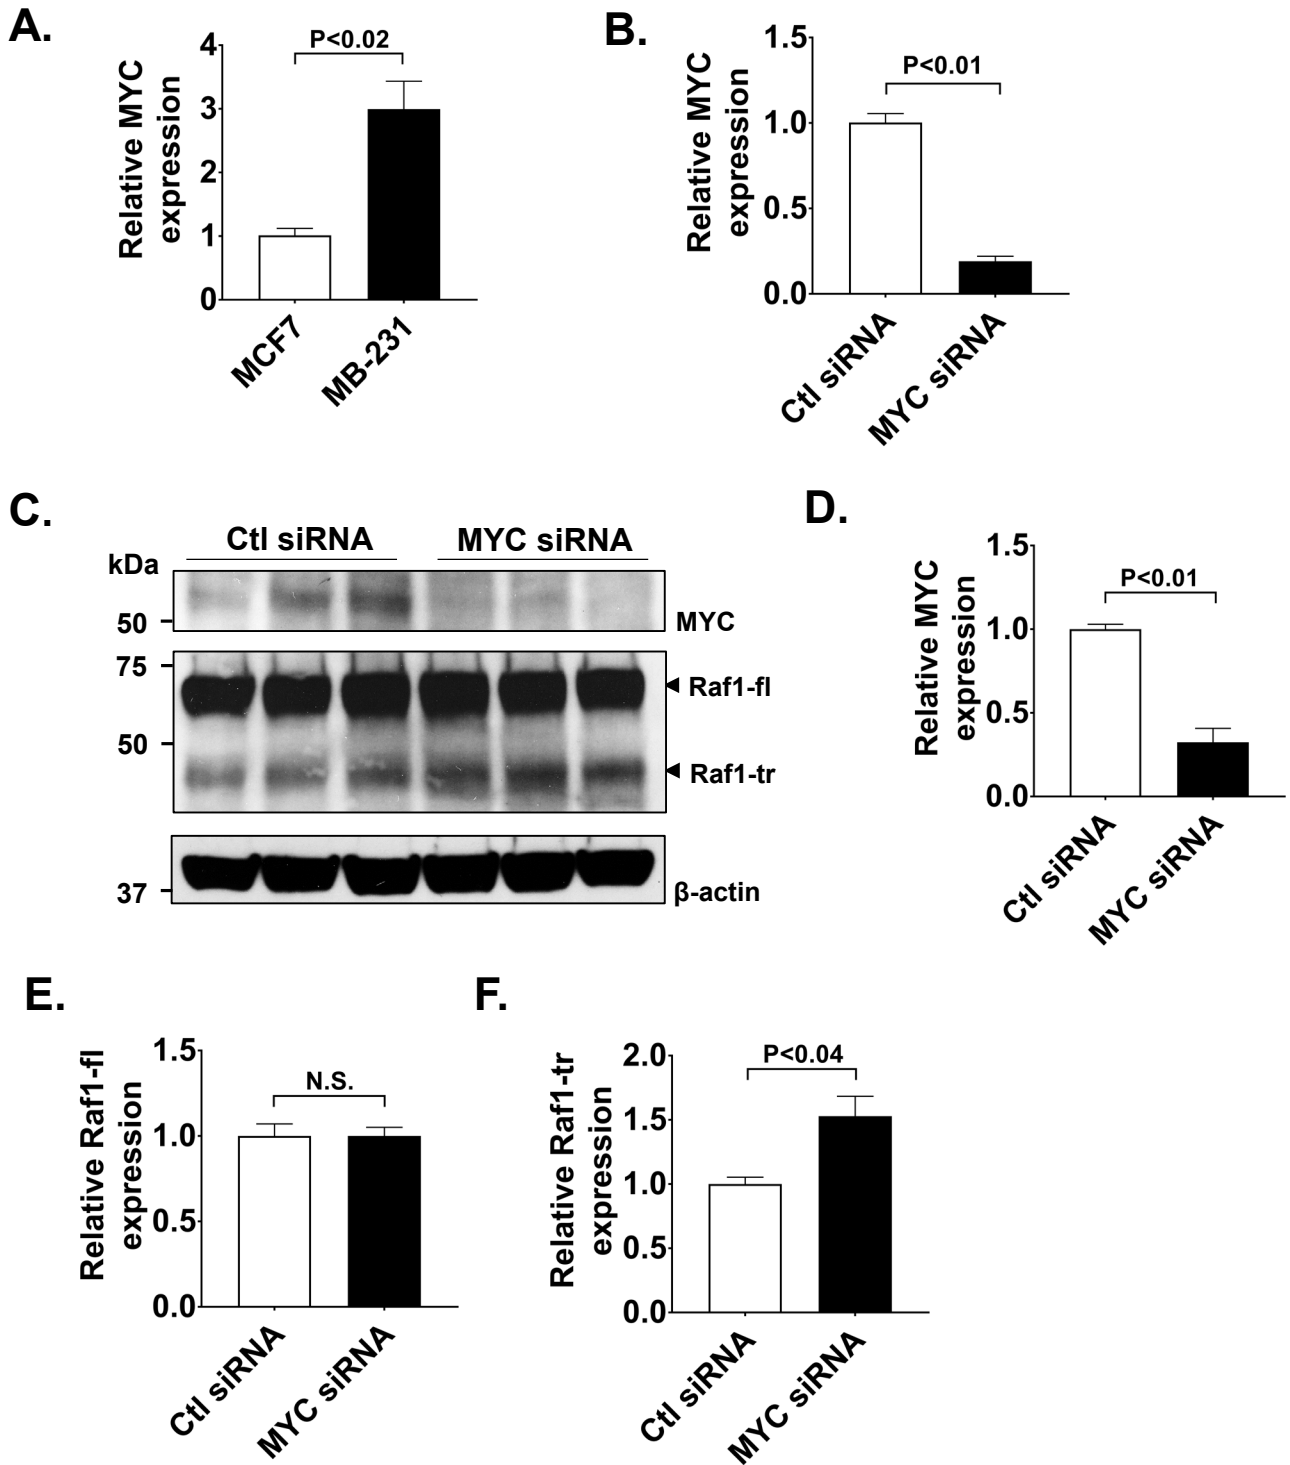 A.
Relative MYC
expression
4
3
2
1
0
P<0.02
MCF7
MB-231
B.
Relative MYC
expression
1.5
1.0
0.5
0.0
P<0.01
Ctl siRNA
MYC siRNA
C.
Ctl siRNA
MYC siRNA
kDa
50
MYC
75
Raf1-fl
50
Raf1-tr
37
β-actin
D.
Relative MYC
expression
1.5
1.0
0.5
0.0
P<0.01
Ctl siRNA
MYC siRNA
E.
Relative Raf1-fl
expression
1.5
1.0
0.5
0.0
N.S.
Ctl siRNA
MYC siRNA
F.
Relative Raf1-tr
expression
2.0
1.5
1.0
0.5
0.0
P<0.04
Ctl siRNA
MYC siRNA